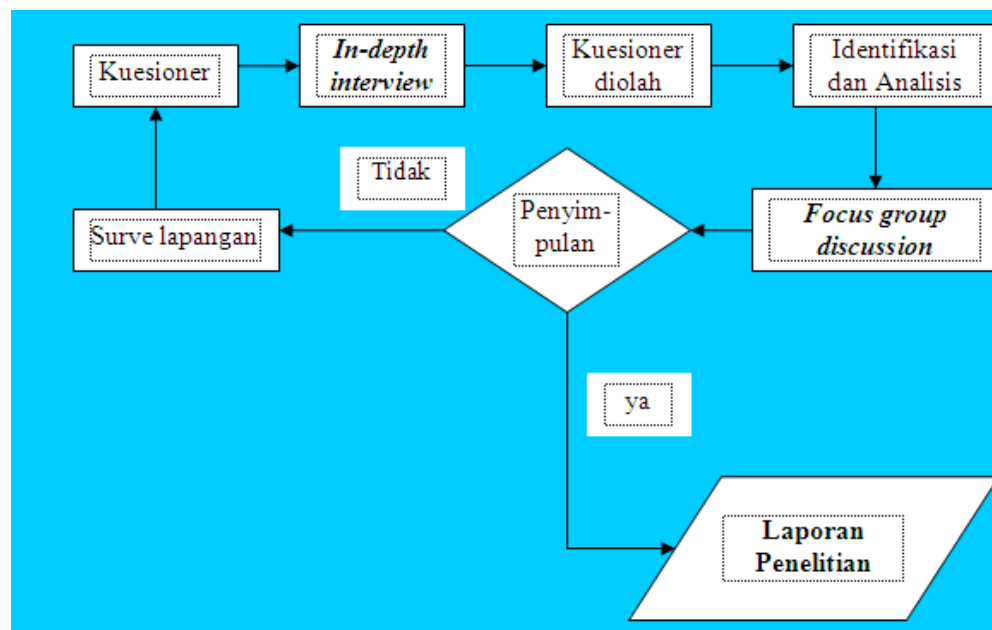 Kuesioner
In-depth
interview
Kuesioner
diolah
Identifikasi
dan Analisis
Tidak
Surve lapangan
Penyim-
pulan
Focus group
discussion
ya
Laporan
Penelitian